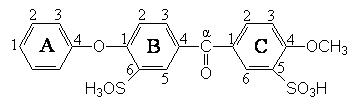 2 3 2 3 α 2 3
1 A 4 O 1 B 4 C 1 C 4 OCH₃
6 5 O 6 5
H₃OS SO₃H